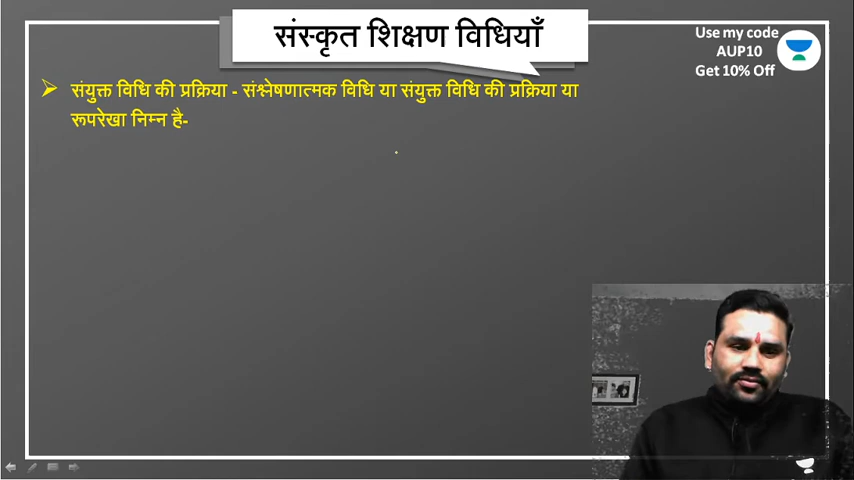 संस्कृत शिक्षण विधियाँ
Use my code
AUP10
Get 10% Off
संयुक्त विधि की प्रक्रिया - संश्लेषणात्मक विधि या संयुक्त विधि की प्रक्रिया या
रूपरेखा निम्न है-